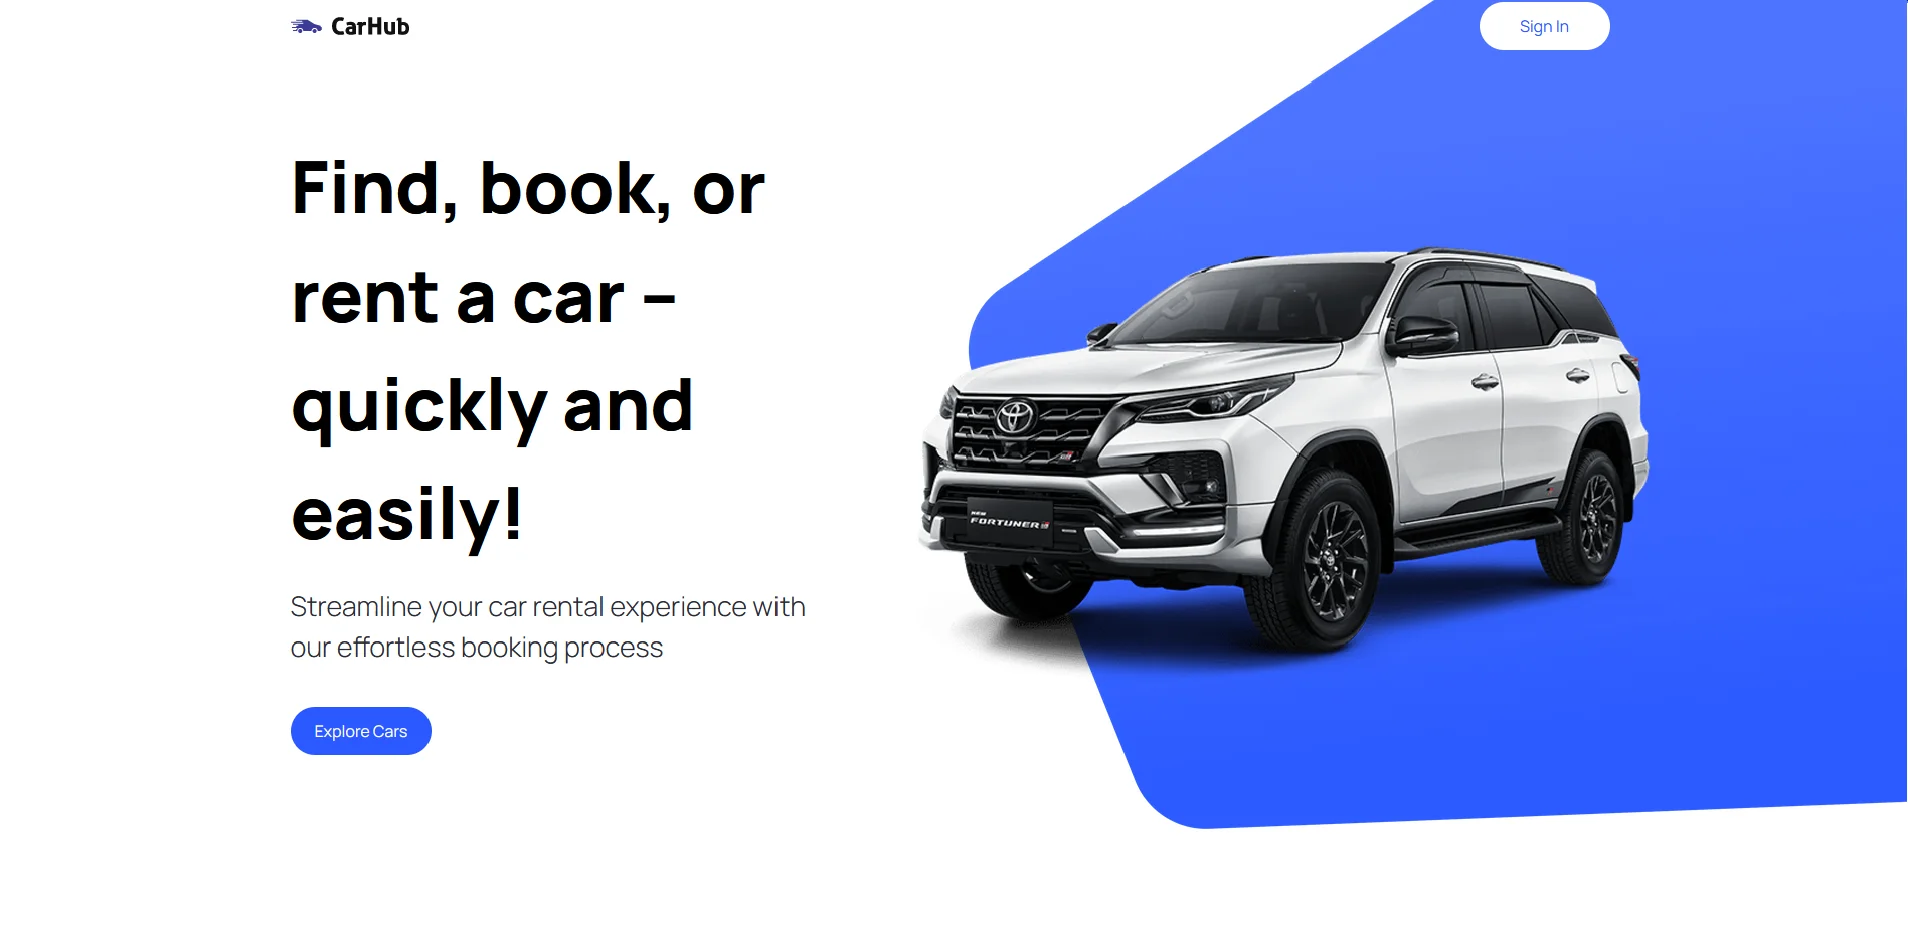 CarHub
Sign In
Find, book, or
rent a car –
quickly and
easily!
Streamline your car rental experience with
our effortless booking process
Explore Cars
NEW
FORTUNER